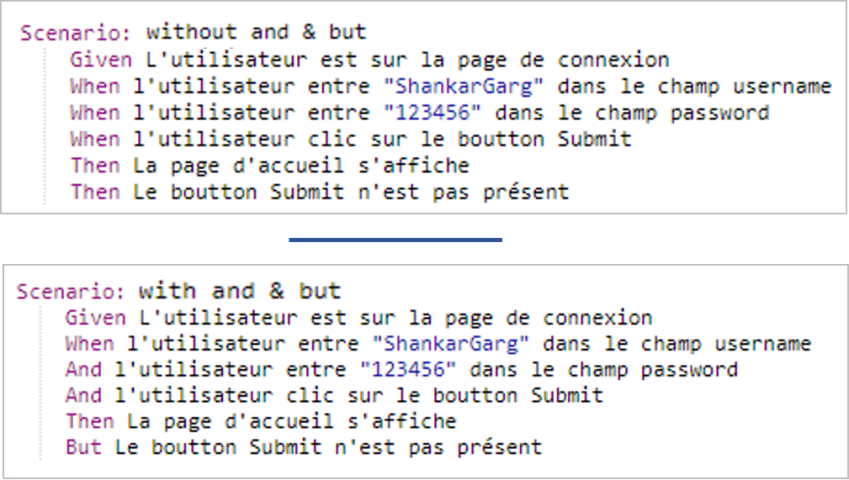 Scenario: without and & but
Given L'utilisateur est sur la page de connexion
When l'utilisateur entre "ShankarGarg" dans le champ username
When l'utilisateur entre "123456" dans le champ password
When l'utilisateur clic sur le boutton Submit
Then La page d'accueil s'affiche
Then Le boutton Submit n'est pas présent
Scenario: with and & but
Given L'utilisateur est sur la page de connexion
When l'utilisateur entre "ShankarGarg" dans le champ username
And l'utilisateur entre "123456" dans le champ password
And l'utilisateur clic sur le boutton Submit
Then La page d'accueil s'affiche
But Le boutton Submit n'est pas présent